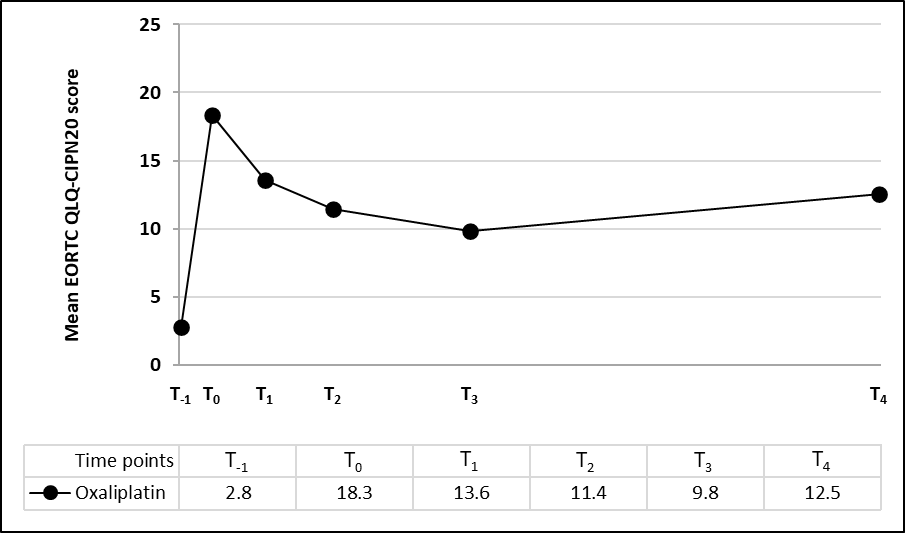 Mean EORTC QLQ-CIPN20 score
25
20
15
10
5
0
T-1 T0 T1 T2 T3 T4
Time points T-1 T0 T1 T2 T3 T4
Oxaliplatin 2.8 18.3 13.6 11.4 9.8 12.5